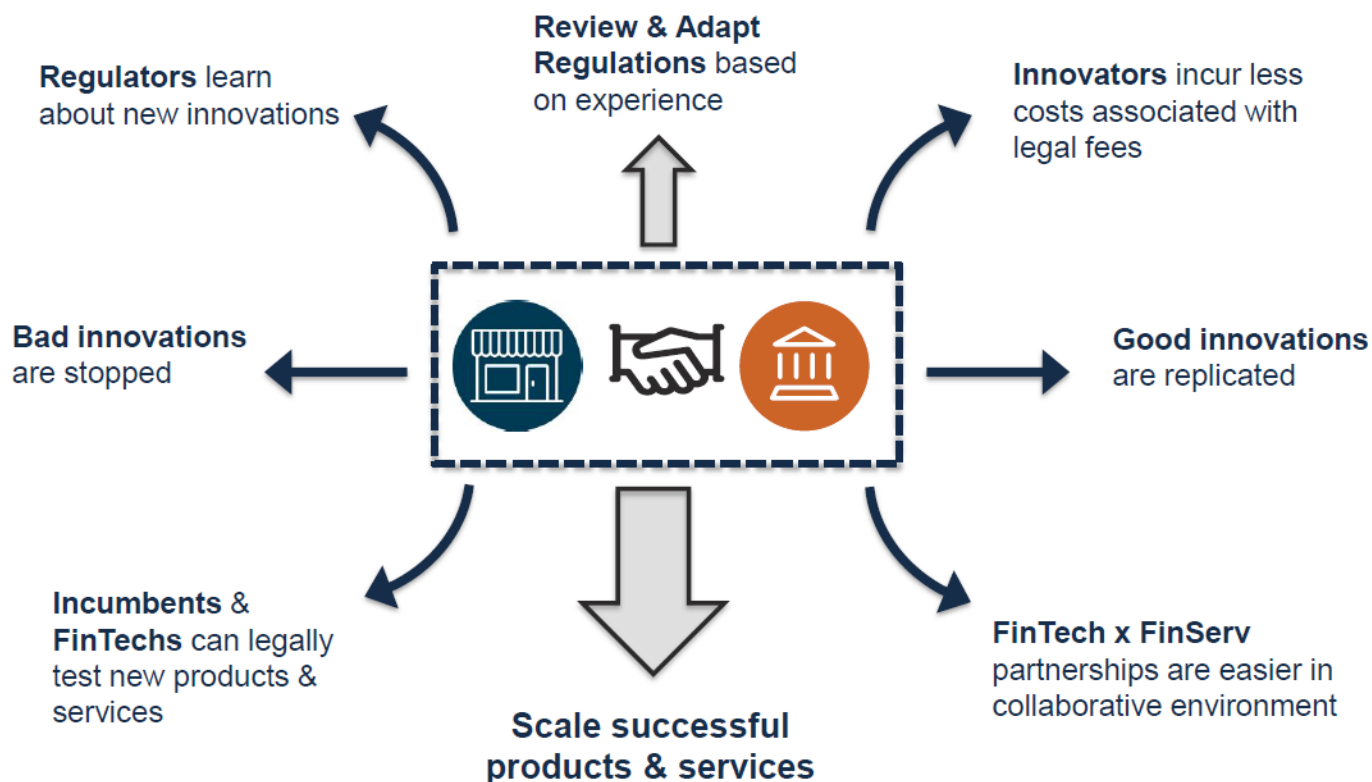 Review & Adapt
Regulations based
on experience
Regulators learn
about new innovations
Innovators incur less
costs associated with
legal fees
Bad innovations
are stopped
Good innovations
are replicated
Incumbents &
FinTechs can legally
test new products &
services
FinTech x FinServ
partnerships are easier in
collaborative environment
Scale successful
products & services